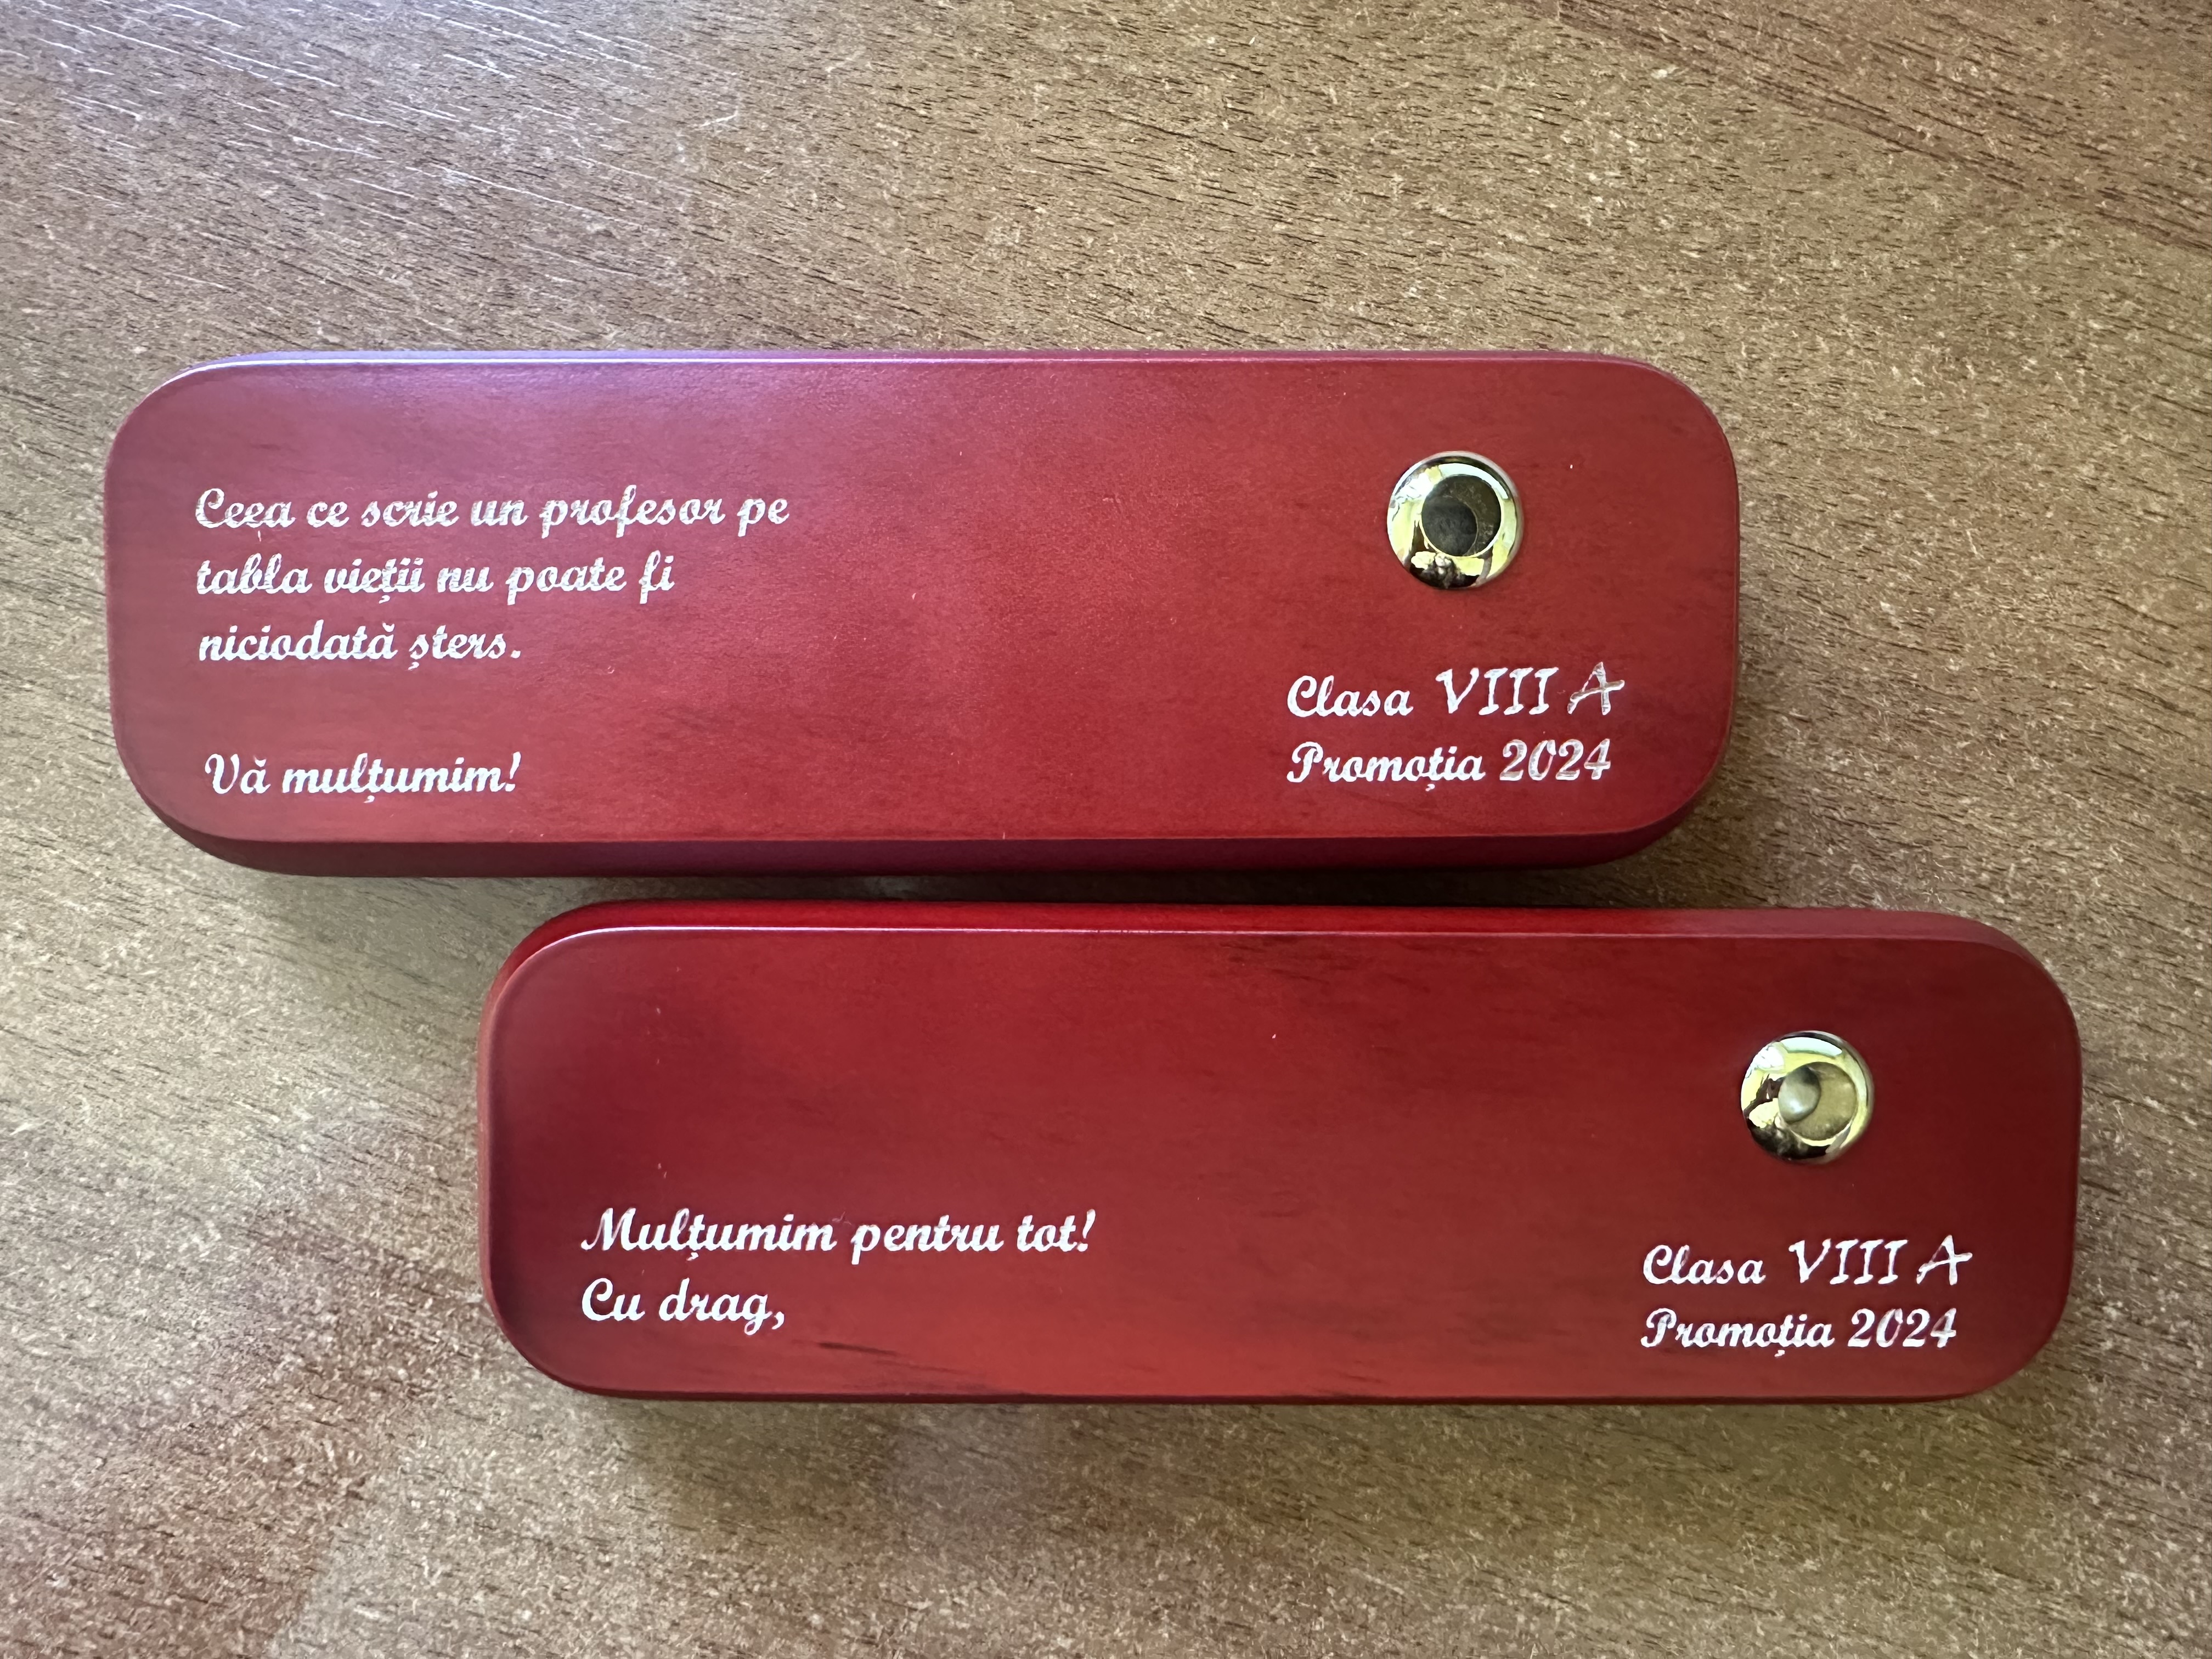 Ceea ce scrie un profesor pe
tabla vieții nu poate fi
niciodată șters.
Vă mulțumim!
Clasa VIII A
Promoția 2024
Mulțumim pentru tot!
Cu drag,
Clasa VIII A
Promoția 2024